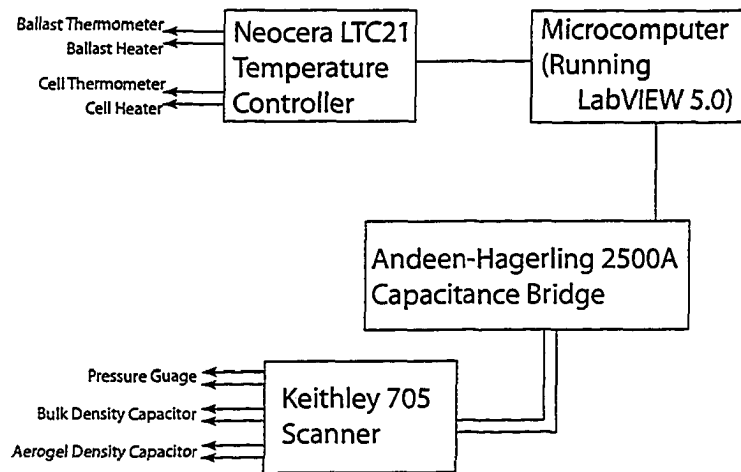 Ballast Thermometer
Ballast Heater
Cell Thermometer
Cell Heater
Neocera LTC21
Temperature
Controller
Microcomputer
(Running
LabVIEW 5.0)
Andeen-Hagerling 2500A
Capacitance Bridge
Pressure Guage
Bulk Density Capacitor
Aerogel Density Capacitor
Keithley 705
Scanner